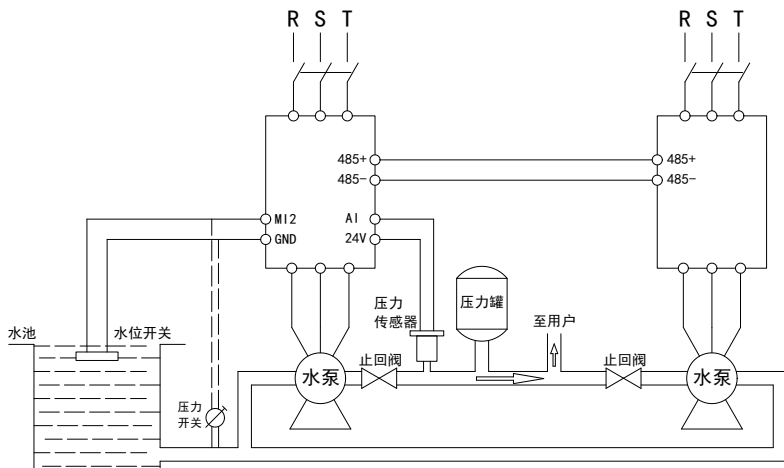 R S T
R S T
485+
485-
485+
485-
MI2
AI
GND
24V
压力
传感器
压力罐
至用户
水池
水位开关
止回阀
止回阀
水泵
水泵
压力
开关